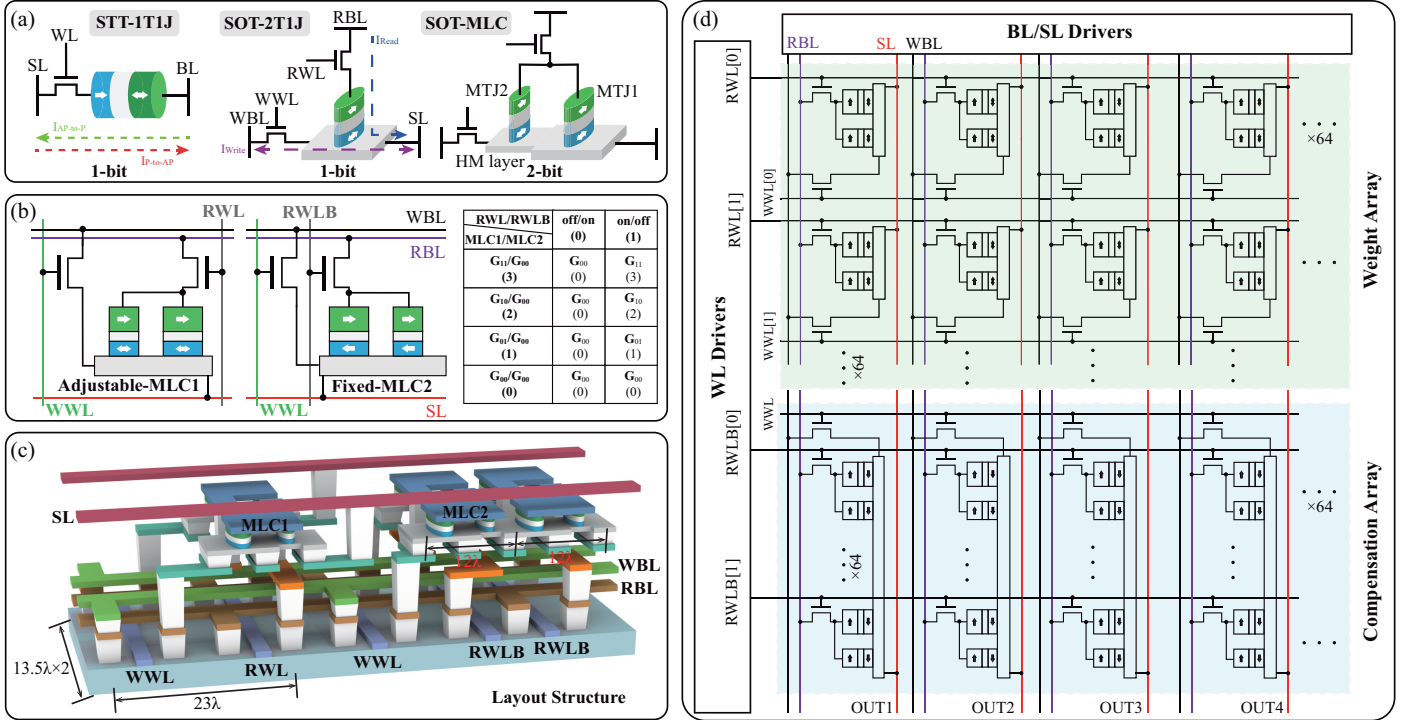 (a)
STT-1T1J
SOT-2T1J
SOT-MLC
WL
SL
BL
I_AP-to-P
I_P-to-AP
1-bit
RBL
I_Read
RWL
WWL
WBL
SL
I_Write
1-bit
MTJ2
MTJ1
HM layer
2-bit
(b)
RWL
RWLB
WBL
RBL
Adjustable-MLC1
Fixed-MLC2
WWL
SL
RWL/RWLB
MLC1/MLC2
off/on
(0)
on/off
(1)
G₁₁/G₀₀
(3)
G₀₀
(0)
G₁₁
(3)
G₁₀/G₀₀
(2)
G₀₀
(0)
G₁₀
(2)
G₀₁/G₀₀
(1)
G₀₀
(0)
G₀₁
(1)
G₀₀/G₀₀
(0)
G₀₀
(0)
G₀₀
(0)
(c)
SL
MLC1
MLC2
12λ
12λ
WBL
RBL
13.5λ×2
WWL
RWL
WWL
RWLB
RWLB
23λ
Layout Structure
(d)
BL/SL Drivers
RBL
SL
WBL
WL Drivers
RWL[0]
WWL[0]
RWL[1]
WWL[1]
×64
×64
Weight Array
WWL
RWLB[0]
RWLB[1]
×64
×64
Compensation Array
OUT1
OUT2
OUT3
OUT4